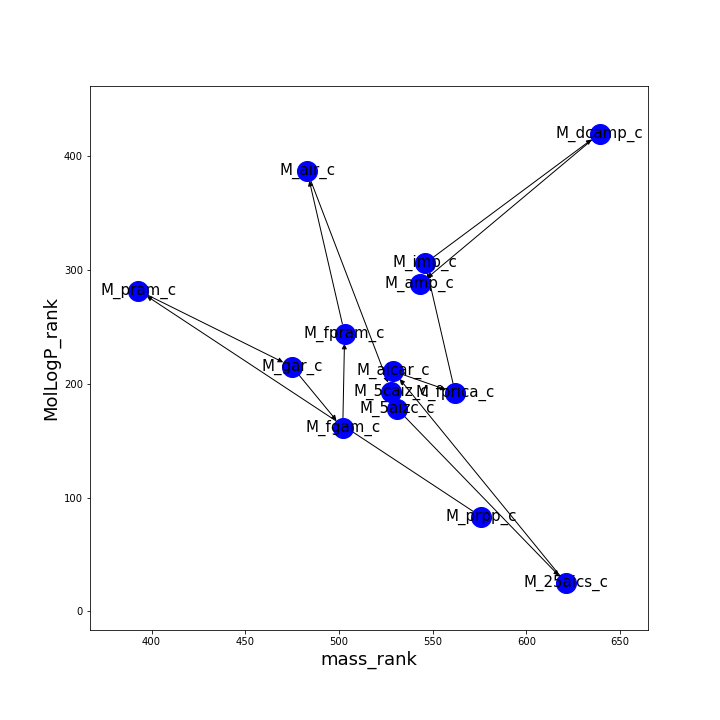 M_dcamp_c
400
M_air_c
300
M_imp_c
M_pram_c
M_amp_c
M_fpram_c
M_gar_c
M_aicar_c
200
M_5caiz_c
M_fprica_c
M_5aizc_c
M_fgam_c
100
M_prpp_c
M_25aics_c
0
400
450
500
550
600
650
mass_rank
MolLogP_rank